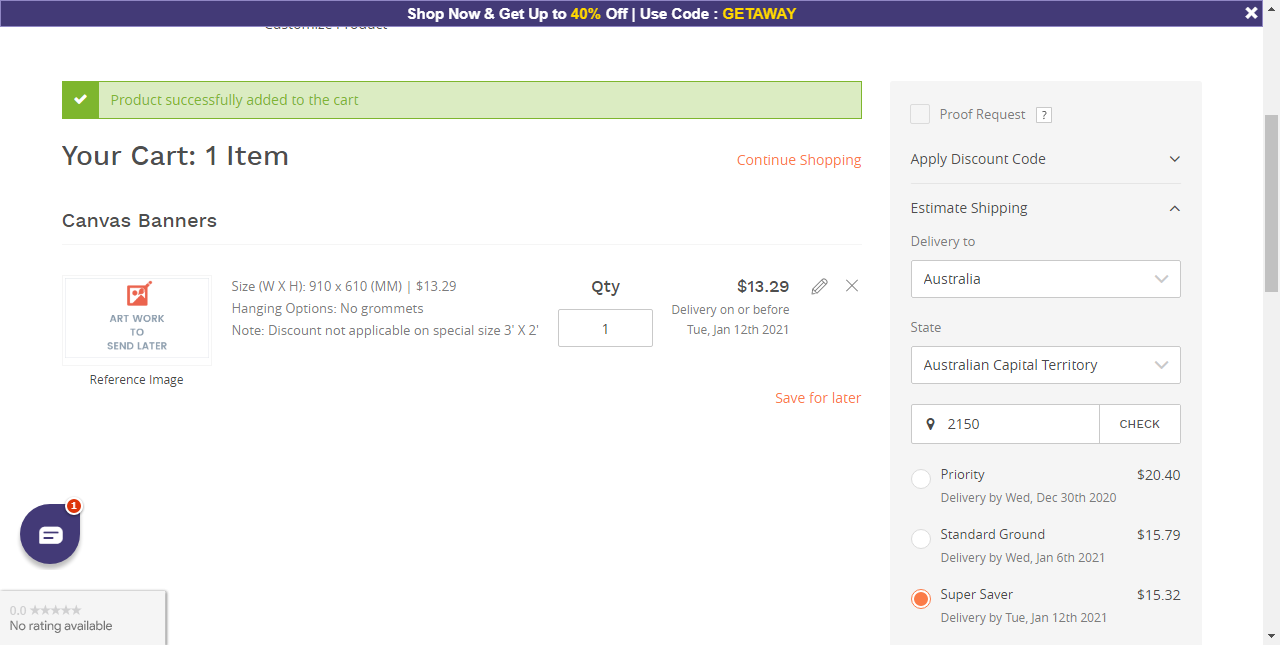 Shop Now & Get Up to 40% Off | Use Code : GETAWAY
Customize Product
Product successfully added to the cart
Your Cart: 1 Item
Continue Shopping
Canvas Banners
ART WORK
TO
SEND LATER
Reference Image
Size (W X H): 910 x 610 (MM) | $13.29
Hanging Options: No grommets
Note: Discount not applicable on special size 3' X 2'
Qty
1
$13.29
Delivery on or before
Tue, Jan 12th 2021
Save for later
Proof Request ?
Apply Discount Code
Estimate Shipping
Delivery to
Australia
State
Australian Capital Territory
2150 CHECK
Priority $20.40
Delivery by Wed, Dec 30th 2020
Standard Ground $15.79
Delivery by Wed, Jan 6th 2021
Super Saver $15.32
Delivery by Tue, Jan 12th 2021
1
0.0
No rating available